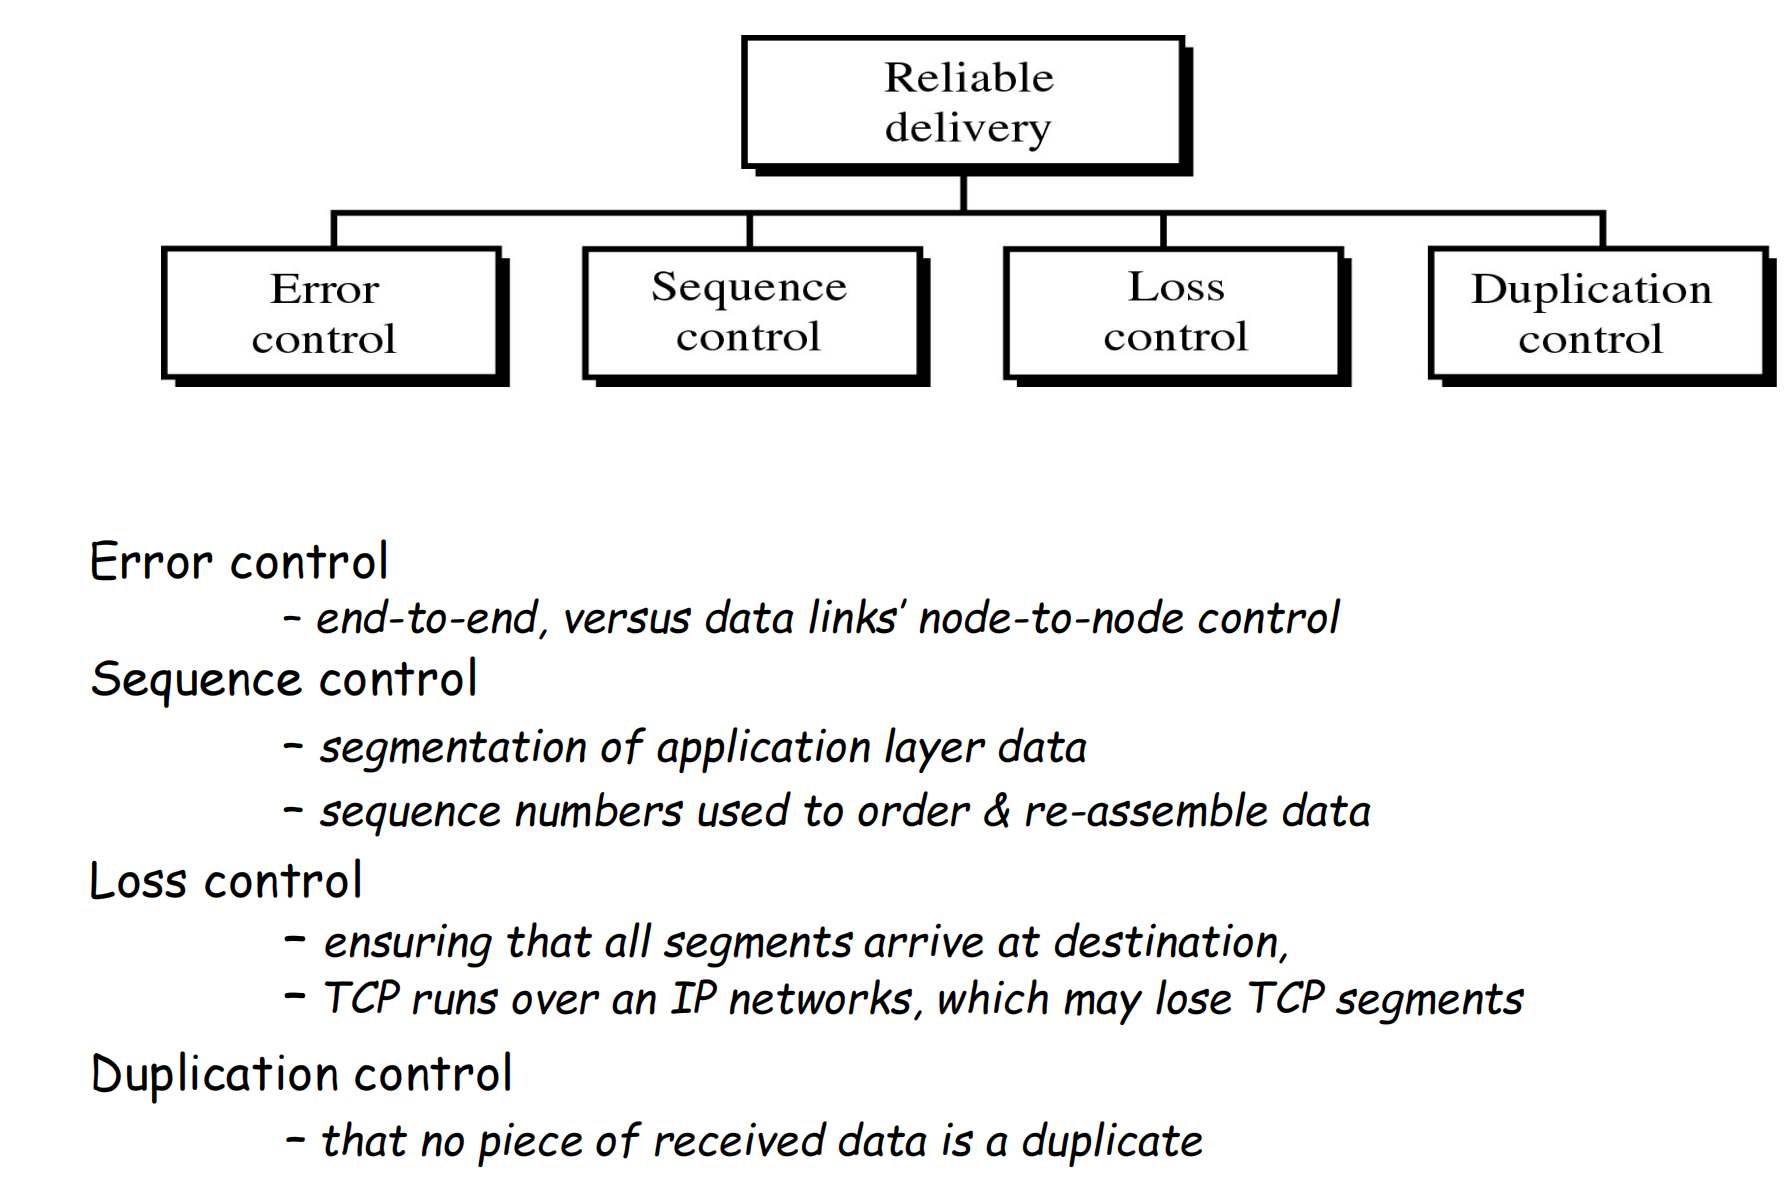 Reliable
delivery
Error
control
Sequence
control
Loss
control
Duplication
control
Error control
– end-to-end, versus data links’ node-to-node control
Sequence control
– segmentation of application layer data
– sequence numbers used to order & re-assemble data
Loss control
– ensuring that all segments arrive at destination,
– TCP runs over an IP networks, which may lose TCP segments
Duplication control
– that no piece of received data is a duplicate